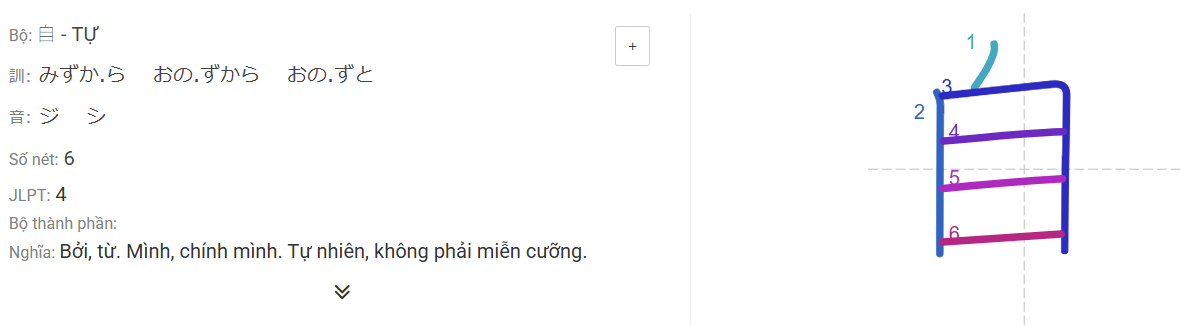 Bộ: 自 - TỰ
+
訓: みずか.ら おの.ずから おの.ずと
音: ジ シ
Số nét: 6
JLPT: 4
Bộ thành phần:
Nghĩa: Bởi, từ. Mình, chính mình. Tự nhiên, không phải miễn cưỡng.
自
1
2
3
4
5
6